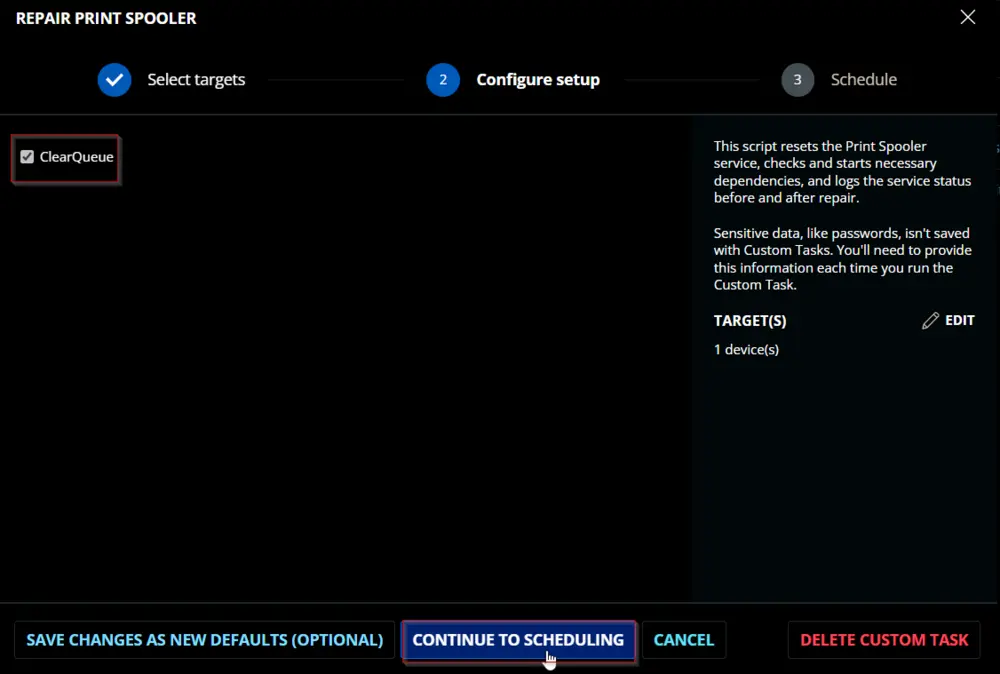 REPAIR PRINT SPOOLER
Select targets
2 Configure setup
3 Schedule
ClearQueue
This script resets the Print Spooler
service, checks and starts necessary
dependencies, and logs the service status
before and after repair.
Sensitive data, like passwords, isn't saved
with Custom Tasks. You'll need to provide
this information each time you run the
Custom Task.
TARGET(S)
EDIT
1 device(s)
SAVE CHANGES AS NEW DEFAULTS (OPTIONAL)
CONTINUE TO SCHEDULING
CANCEL
DELETE CUSTOM TASK